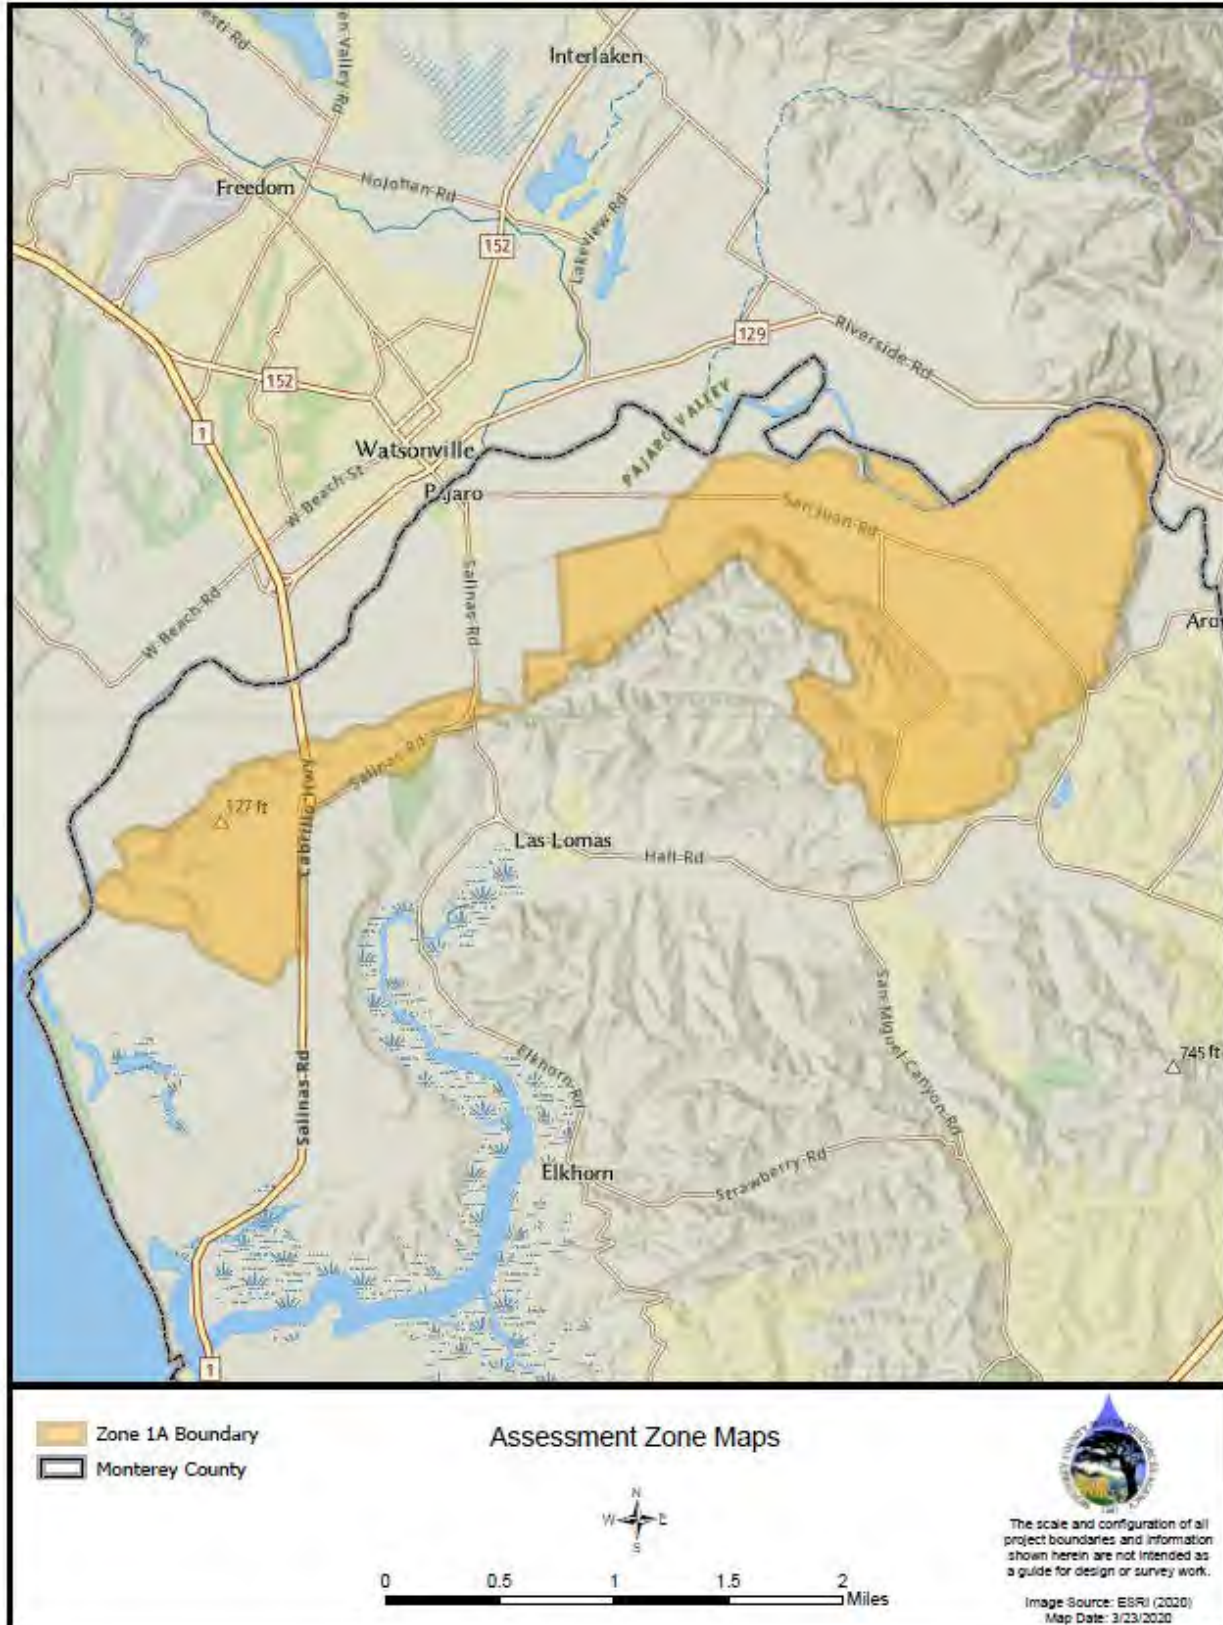 Interlaken
Freedom
Holohan Rd
152
Lakeview Rd
129
Riverside Rd
152
1
PAJARO VALLEY
Watsonville
W Beach St
Pajaro
San Juan Rd
Salinas Rd
W Beach Rd
Salinas Rd
127 ft
Cabrillo Hwy
Las Lomas
Hall Rd
San Miguel Canyon Rd
Elkhorn Rd
745 ft
Salinas Rd
Elkhorn
Strawberry Rd
1
Zone 1A Boundary
Monterey County
Assessment Zone Maps
N
W E
S
0 0.5 1 1.5 2
Miles
MONTEREY COUNTY WATER RESOURCES AGENCY
The scale and configuration of all
project boundaries and information
shown herein are not intended as
a guide for design or survey work.
Image Source: ESRI (2020)
Map Date: 3/23/2020